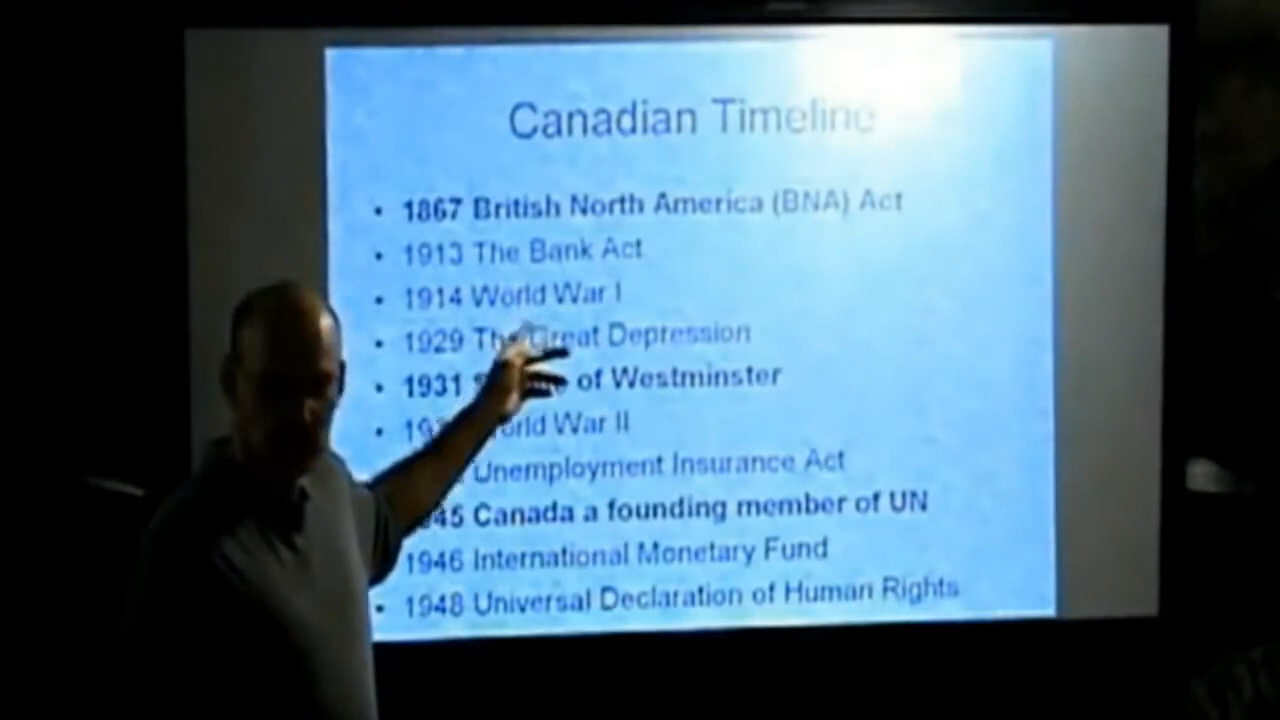 Canadian Timeline
• 1867 British North America (BNA) Act
• 1913 The Bank Act
• 1914 World War I
• 1929 The Great Depression
• 1931 of Westminster
• World War II
Unemployment Insurance Act
Canada a founding member of UN
1946 International Monetary Fund
• 1948 Universal Declaration of Human Rights